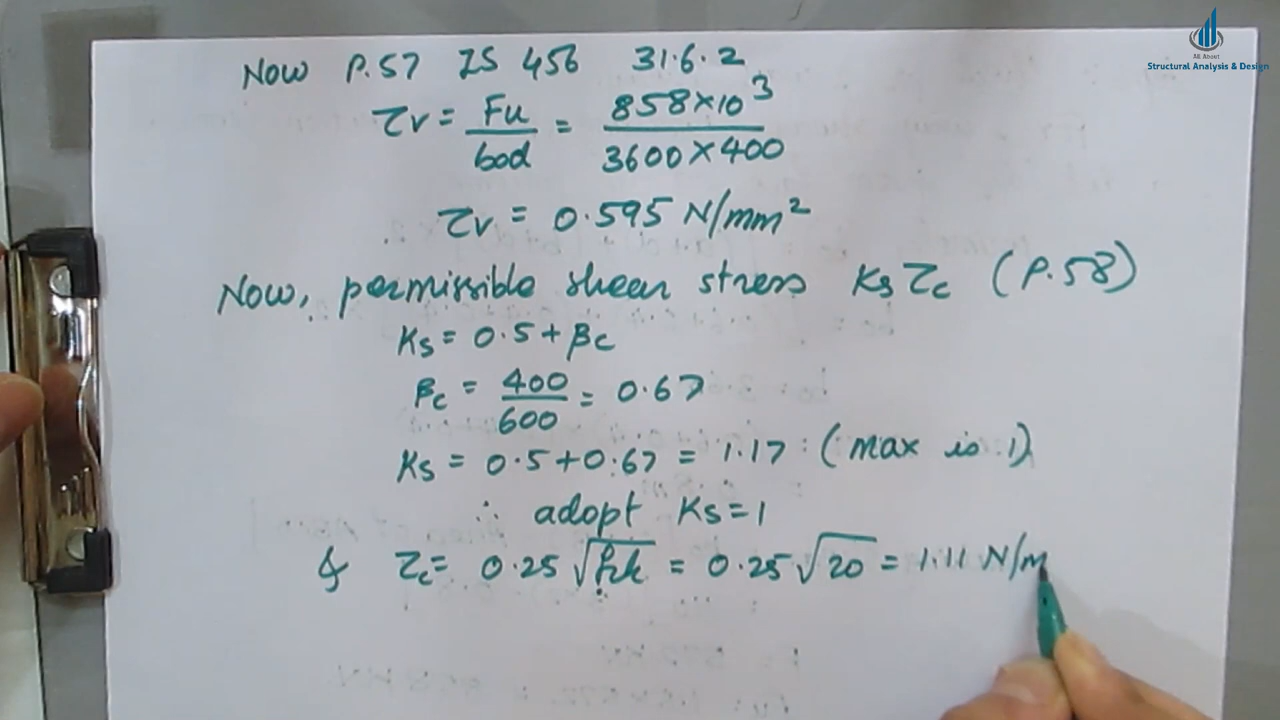 All About
Structural Analysis & Design
Now P.57 IS 456 31.6.2
τv = Fu / bod = 858×10³ / 3600×400
τv = 0.595 N/mm²
Now, permissible shear stress Ks τc (P.58)
Ks = 0.5 + βc
βc = 400 / 600 = 0.67
Ks = 0.5+0.67 = 1.17 (max is 1)
∴ adopt Ks = 1
& τc = 0.25 √fck = 0.25 √20 = 1.11 N/m